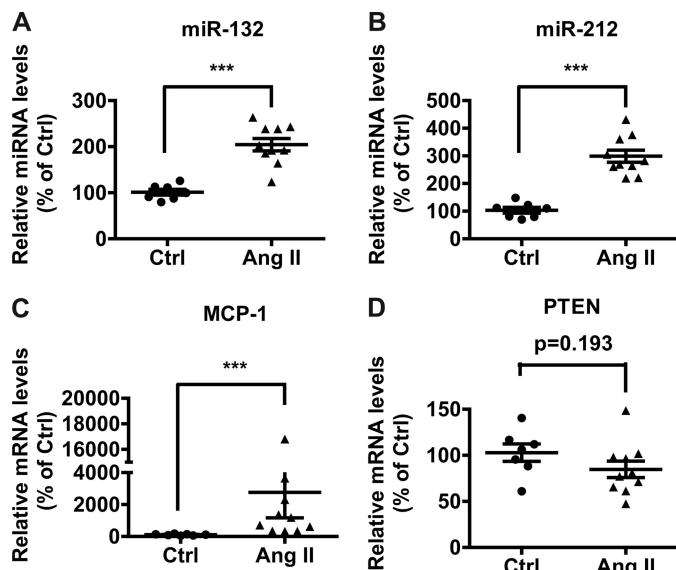 A
miR-132
***
Relative miRNA levels
(% of Ctrl)
300
200
100
0
Ctrl
Ang II
B
miR-212
***
Relative miRNA levels
(% of Ctrl)
500
400
300
200
100
0
Ctrl
Ang II
C
MCP-1
***
Relative mRNA levels
(% of Ctrl)
20000
18000
16000
4000
2000
0
Ctrl
Ang II
D
PTEN
p=0.193
Relative mRNA levels
(% of Ctrl)
150
100
50
0
Ctrl
Ang II